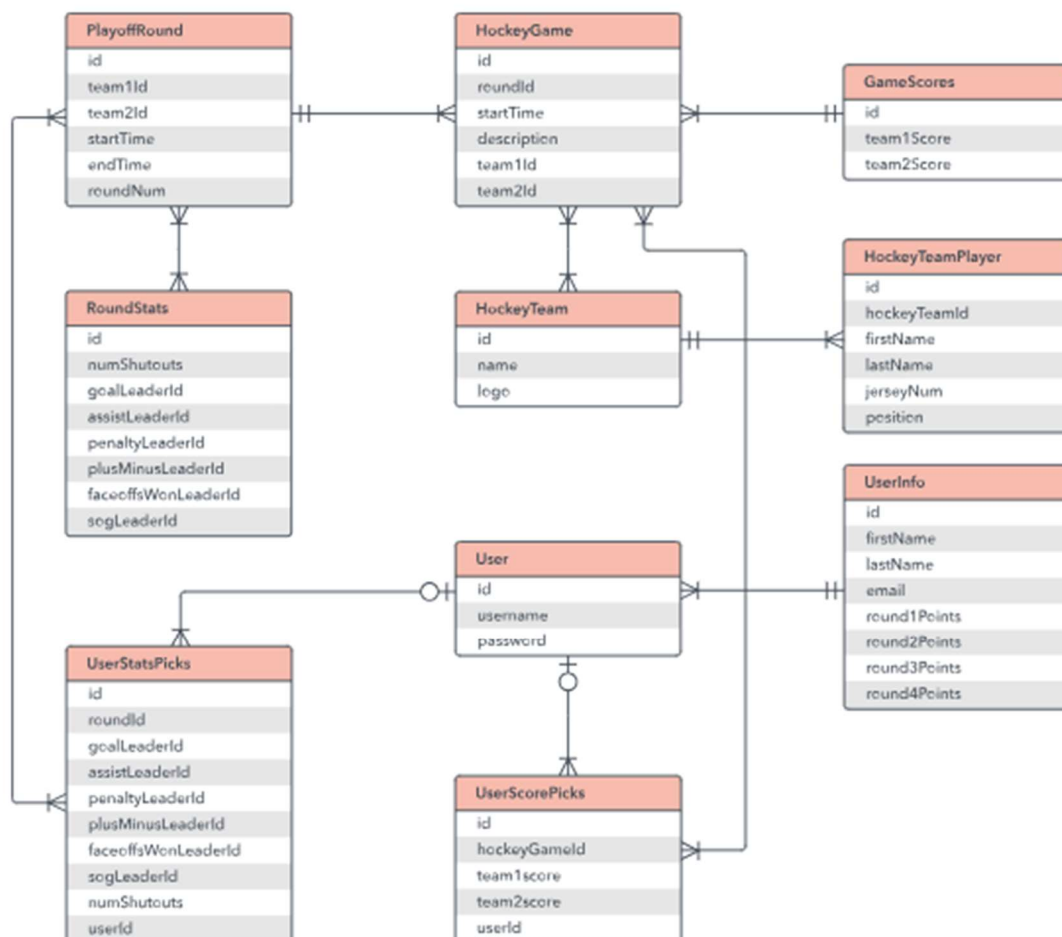 PlayoffRound
id
team1Id
team2Id
startTime
endTime
roundNum
HockeyGame
id
roundId
startTime
description
team1Id
team2Id
GameScores
id
team1Score
team2Score
RoundStats
id
numShutouts
goalLeaderId
assistLeaderId
penaltyLeaderId
plusMinusLeaderId
faceoffsWonLeaderId
sogLeaderId
HockeyTeam
id
name
logo
HockeyTeamPlayer
id
hockeyTeamId
firstName
lastName
jerseyNum
position
User
id
username
password
UserInfo
id
firstName
lastName
email
round1Points
round2Points
round3Points
round4Points
UserStatsPicks
id
roundId
goalLeaderId
assistLeaderId
penaltyLeaderId
plusMinusLeaderId
faceoffsWonLeaderId
sogLeaderId
numShutouts
userId
UserScorePicks
id
hockeyGameId
team1score
team2score
userId